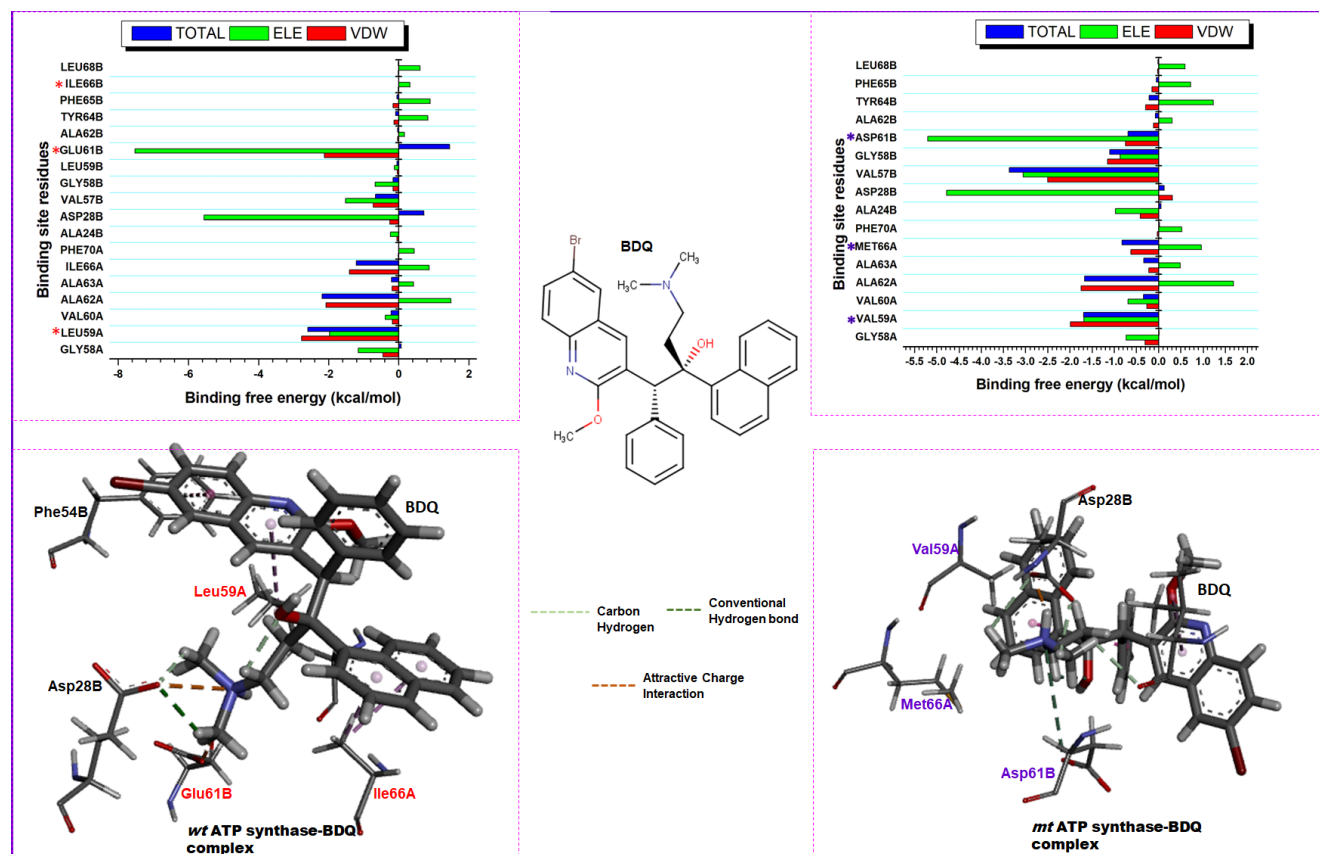 TOTAL ELE VDW
LEU68B
*ILE66B
PHE65B
TYR64B
ALA62B
*GLU61B
LEU59B
GLY58B
VAL57B
ASP28B
ALA24B
PHE70A
ILE66A
ALA63A
ALA62A
VAL60A
*LEU59A
GLY58A
Binding site residues
-8 -6 -4 -2 0 2
Binding free energy (kcal/mol)
BDQ
Br
CH3
H3C
N
OH
N
O
H3C
TOTAL ELE VDW
LEU68B
PHE65B
TYR64B
ALA62B
*ASP61B
GLY58B
VAL57B
ASP28B
ALA24B
PHE70A
*MET66A
ALA63A
ALA62A
VAL60A
*VAL59A
GLY58A
Binding site residues
-5.5 -5.0 -4.5 -4.0 -3.5 -3.0 -2.5 -2.0 -1.5 -1.0 -0.5 0.0 0.5 1.0 1.5 2.0
Binding free energy (kcal/mol)
Phe54B
BDQ
Leu59A
Asp28B
Glu61B
Ile66A
wt ATP synthase-BDQ
complex
Carbon
Hydrogen
Conventional
Hydrogen bond
Attractive Charge
Interaction
Asp28B
Val59A
BDQ
Met66A
Asp61B
mt ATP synthase-BDQ
complex